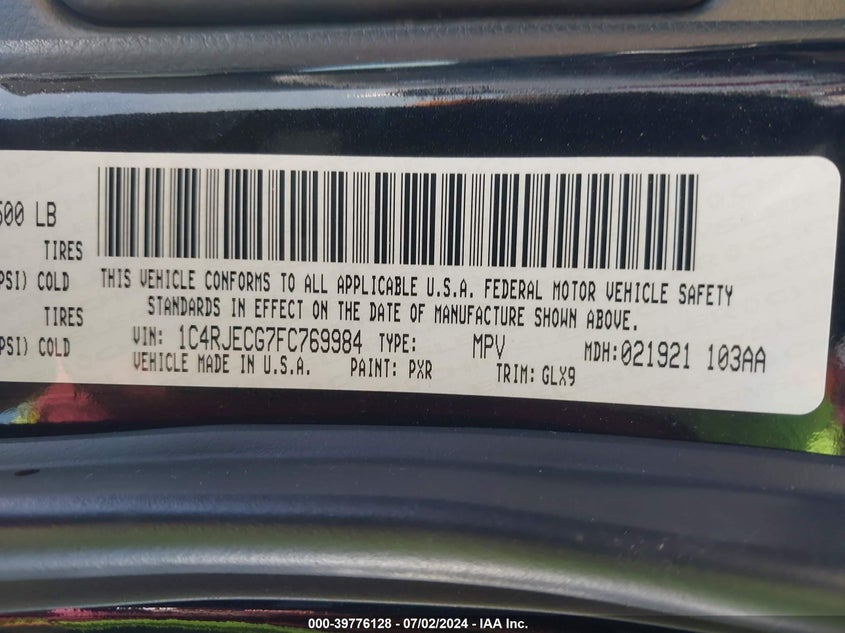 500 LB
TIRES
PSI) COLD
TIRES
PSI) COLD
THIS VEHICLE CONFORMS TO ALL APPLICABLE U.S.A. FEDERAL MOTOR VEHICLE SAFETY
STANDARDS IN EFFECT ON THE DATE OF MANUFACTURE SHOWN ABOVE.
VIN: 1C4RJECG7FC769984 TYPE: MPV MDH:021921 103AA
VEHICLE MADE IN U.S.A. PAINT: PXR TRIM: GLX9
000-39776128 - 07/02/2024 - IAA Inc.